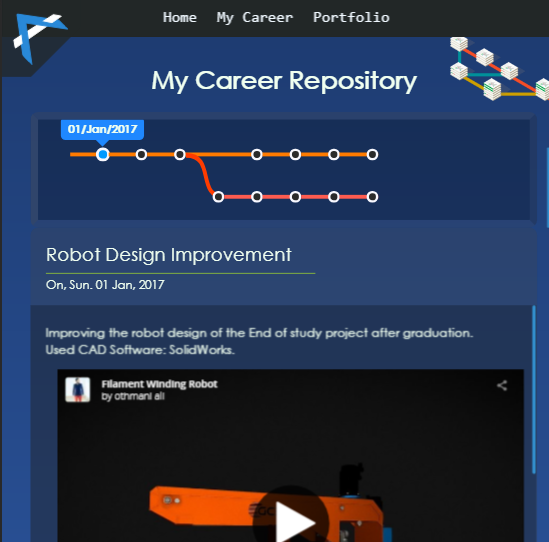 Home My Career Portfolio
My Career Repository
01/Jan/2017
Robot Design Improvement
On, Sun. 01 Jan, 2017
Improving the robot design of the End of study project after graduation.
Used CAD Software: SolidWorks.
Filament Winding Robot
by othmani ali